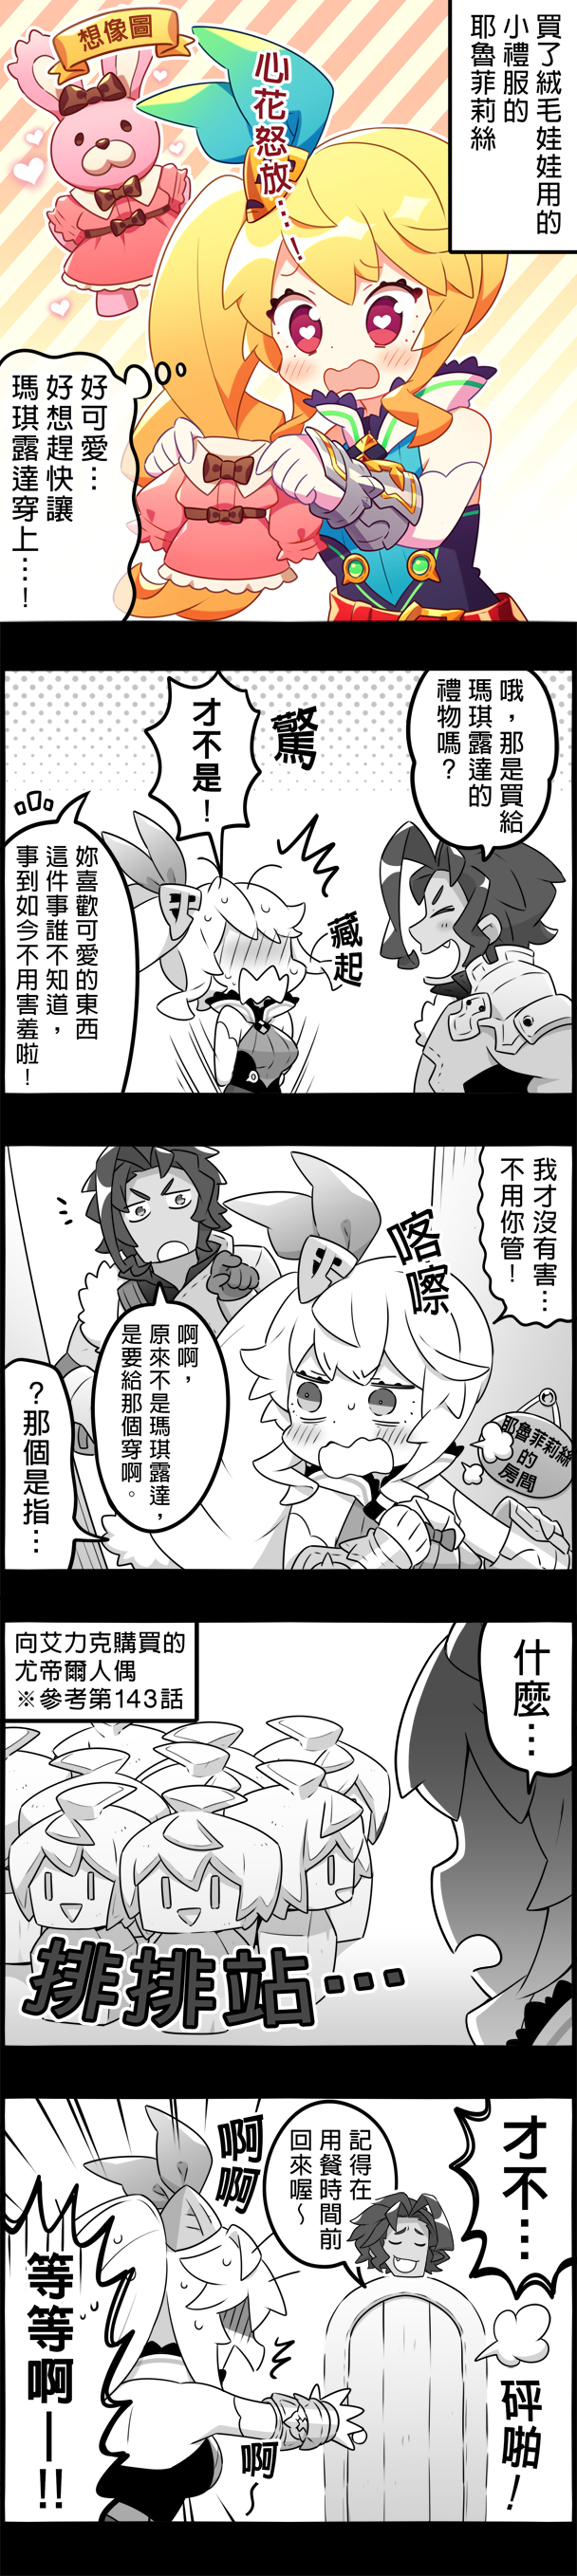 買了絨毛娃娃用的
小禮服的
耶魯菲莉絲
想像圖
心花怒放…！
好可愛…
好想趕快讓
瑪琪露達穿上…！
哦，那是買給
瑪琪露達的
禮物嗎？
驚
才不是！
藏起
妳喜歡可愛的東西
這件事誰不知道，
事到如今不用害羞啦！
我才沒有害…
不用你管！
喀嚓
耶魯菲莉絲
的
房間
啊啊，
原來不是瑪琪露達，
是要給那個穿啊。
？那個是指…
什麼…
向艾力克購買的
尤帝爾人偶
※參考第143話
排排站…
才不…
記得在
用餐時間前
回來喔～
啊啊
砰啪！
啊～
等等啊—!!